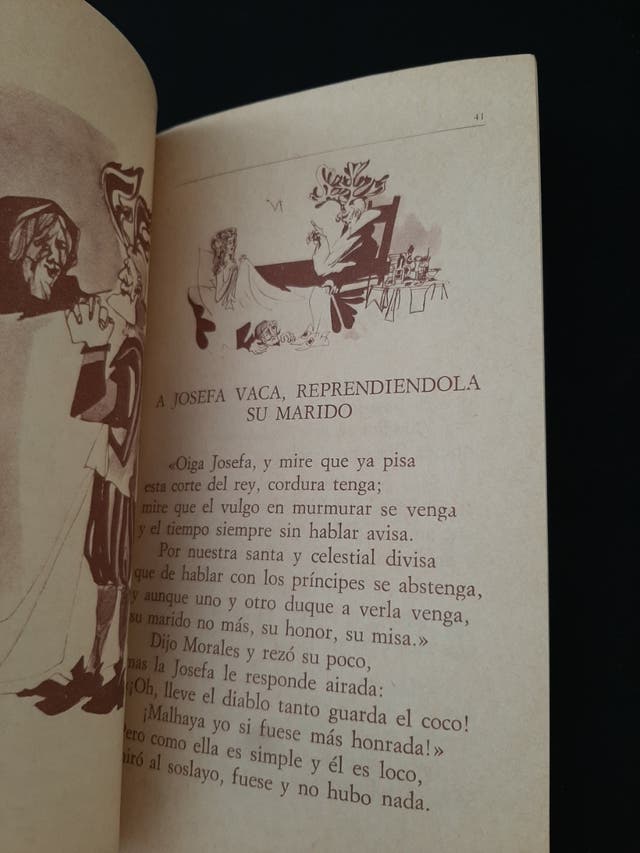 41
A JOSEFA VACA, REPRENDIENDOLA
SU MARIDO
«Oiga Josefa, y mire que ya pisa
esta corte del rey, cordura tenga;
mire que el vulgo en murmurar se venga
y el tiempo siempre sin hablar avisa.
Por nuestra santa y celestial divisa
que de hablar con los príncipes se abstenga,
y aunque uno y otro duque a verla venga,
su marido no más, su honor, su misa.»
Dijo Morales y rezó su poco,
mas la Josefa le responde airada:
«¡Oh, lleve el diablo tanto guarda el coco!
¡Malhaya yo si fuese más honrada!»
Pero como ella es simple y él es loco,
miró al soslayo, fuese y no hubo nada.